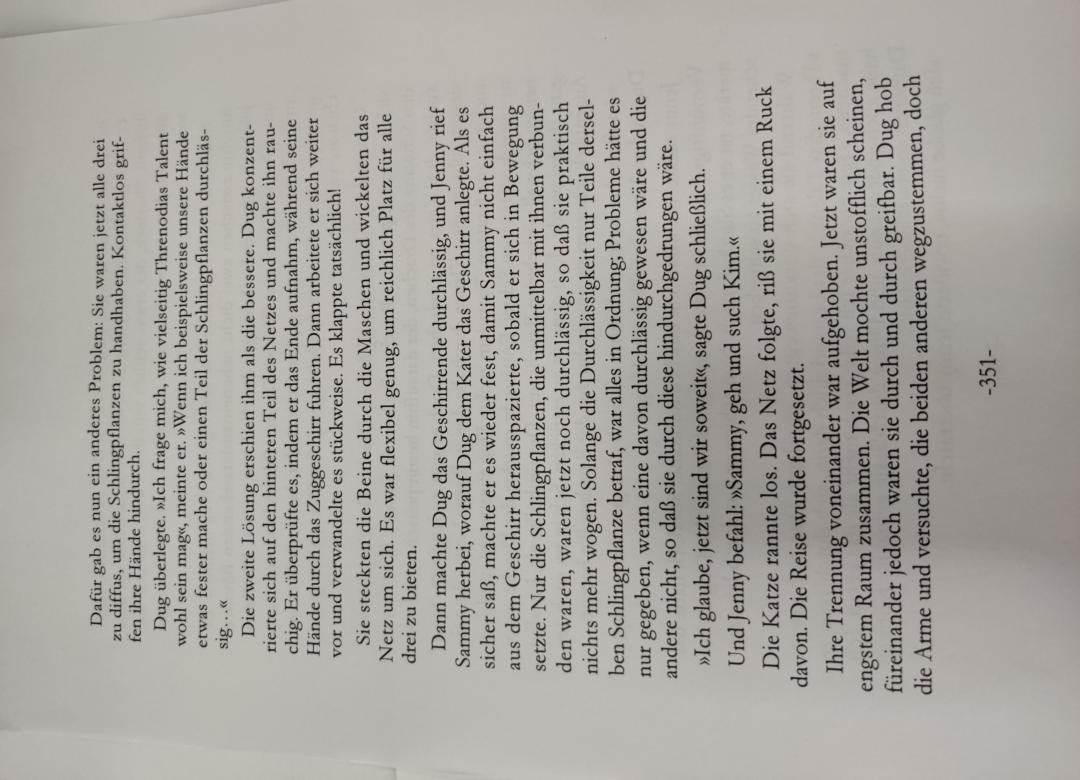 Dafür gab es nun ein anderes Problem: Sie waren jetzt alle drei
zu diffus, um die Schlingpflanzen zu handhaben. Kontaktlos grif-
fen ihre Hände hindurch.
Dug überlegte. »Ich frage mich, wie vielseitig Threnodias Talent
wohl sein mag«, meinte er. »Wenn ich beispielsweise unsere Hände
etwas fester mache oder einen Teil der Schlingpflanzen durchläs-
sig...«
Die zweite Lösung erschien ihm als die bessere. Dug konzent-
rierte sich auf den hinteren Teil des Netzes und machte ihn rau-
chig. Er überprüfte es, indem er das Ende aufnahm, während seine
Hände durch das Zuggeschirr fuhren. Dann arbeitete er sich weiter
vor und verwandelte es stückweise. Es klappte tatsächlich!
Sie steckten die Beine durch die Maschen und wickelten das
Netz um sich. Es war flexibel genug, um reichlich Platz für alle
drei zu bieten.
Dann machte Dug das Geschirrende durchlässig, und Jenny rief
Sammy herbei, worauf Dug dem Kater das Geschirr anlegte. Als es
sicher saß, machte er es wieder fest, damit Sammy nicht einfach
aus dem Geschirr herausspazierte, sobald er sich in Bewegung
setzte. Nur die Schlingpflanzen, die unmittelbar mit ihnen verbun-
den waren, waren jetzt noch durchlässig, so daß sie praktisch
nichts mehr wogen. Solange die Durchlässigkeit nur Teile dersel-
ben Schlingpflanze betraf, war alles in Ordnung; Probleme hätte es
nur gegeben, wenn eine davon durchlässig gewesen wäre und die
andere nicht, so daß sie durch diese hindurchgedrungen wäre.
»Ich glaube, jetzt sind wir soweit«, sagte Dug schließlich.
Und Jenny befahl: »Sammy, geh und such Kim.«
Die Katze rannte los. Das Netz folgte, riß sie mit einem Ruck
davon. Die Reise wurde fortgesetzt.
Ihre Trennung voneinander war aufgehoben. Jetzt waren sie auf
engstem Raum zusammen. Die Welt mochte unstofflich scheinen,
füreinander jedoch waren sie durch und durch greifbar. Dug hob
die Arme und versuchte, die beiden anderen wegzustemmen, doch
-351-